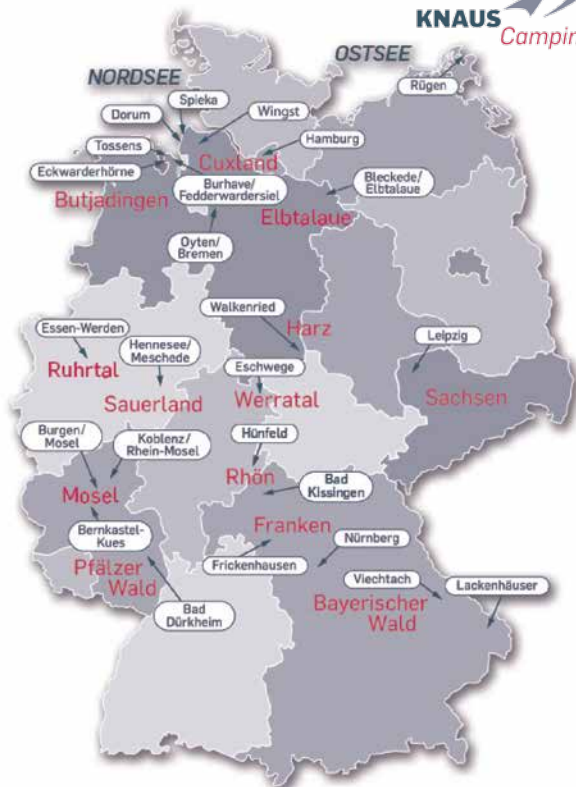 KNAUS
Campin
OSTSEE
NORDSEE
Rügen
Spieka
Dorum
Wingst
Tossens
Hamburg
Cuxland
Eckwarderhörne
Bleckede/
Elbtalaue
Butjadingen
Burhave/
Fedderwardersiel
Elbtalaue
Oyten/
Bremen
Walkenried
Essen-Werden
Harz
Leipzig
Hennesee/
Meschede
Ruhrtal
Eschwege
Sauerland
Werratal
Sachsen
Burgen/
Mosel
Koblenz/
Rhein-Mosel
Hünfeld
Rhön
Bad
Kissingen
Mosel
Franken
Bernkastel-
Kues
Nürnberg
Frickenhausen
Pfälzer
Wald
Viechtach
Lackenhäuser
Bad
Dürkheim
Bayerischer
Wald